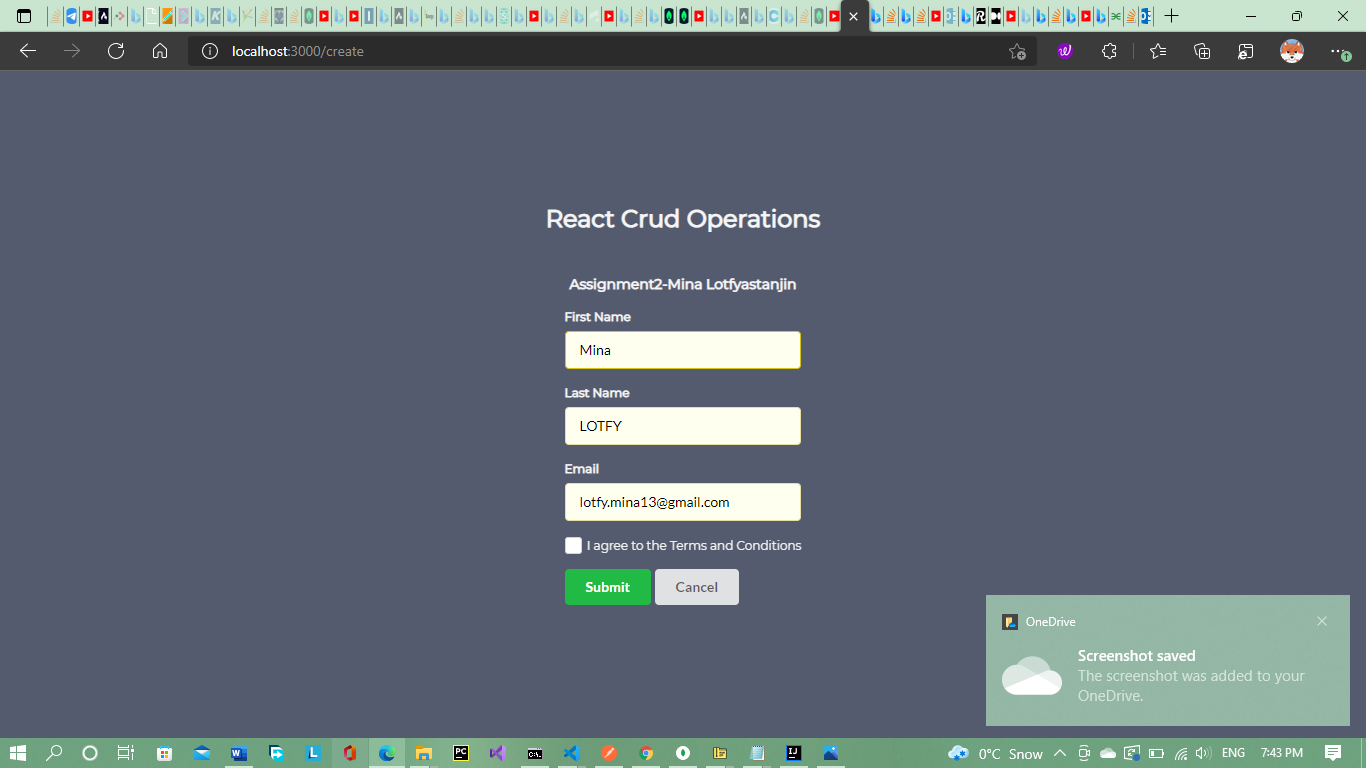 localhost:3000/create
React Crud Operations
Assignment2-Mina Lotfyastanjin
First Name
Mina
Last Name
LOTFY
Email
lotfy.mina13@gmail.com
I agree to the Terms and Conditions
Submit Cancel
OneDrive
Screenshot saved
The screenshot was added to your
OneDrive.
0°C Snow ENG 7:43 PM